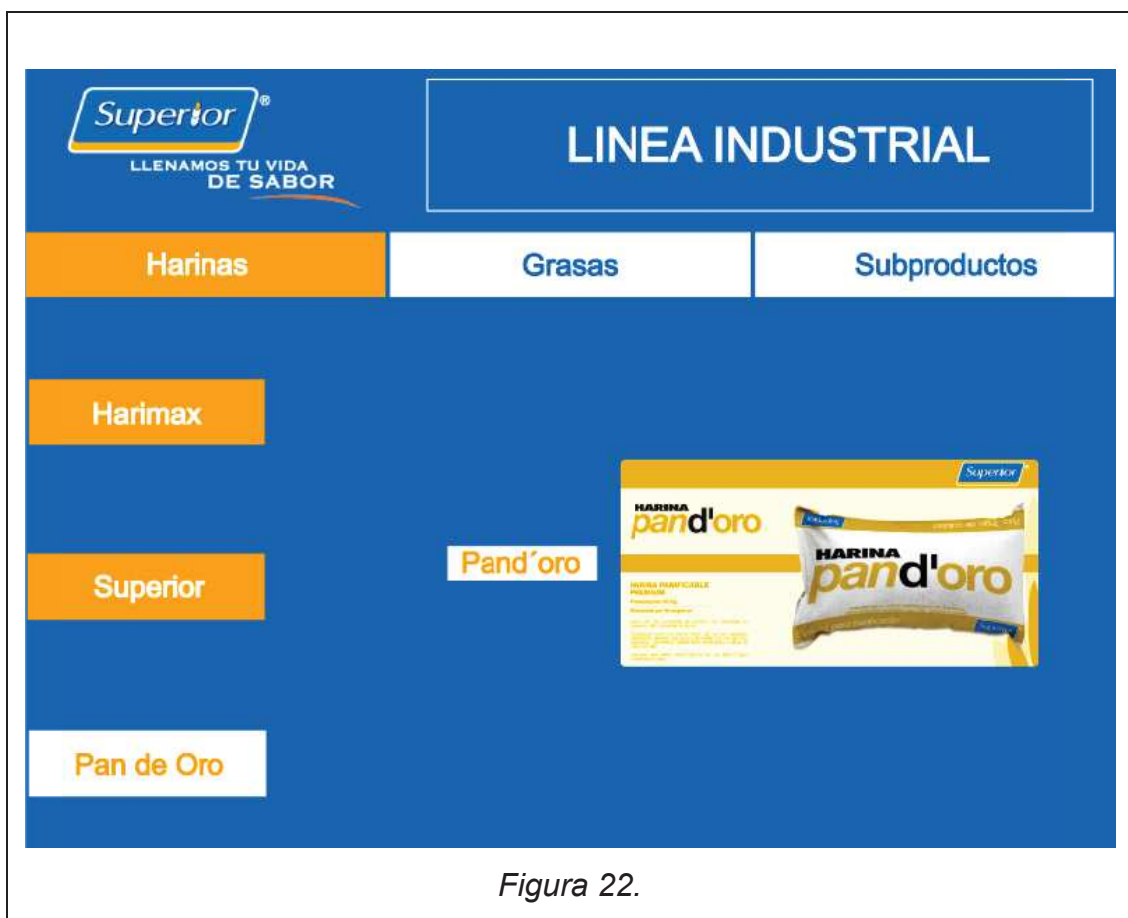 Superior®
LLENAMOS TU VIDA
DE SABOR
LINEA INDUSTRIAL
Harinas
Grasas
Subproductos
Harimax
Superior
Pan de Oro
Pand´oro
Superior
HARINA
pand'oro
HARINA PANIFICABLE
PREMIUM
HARINA
pand'oro
Superior
Figura 22.